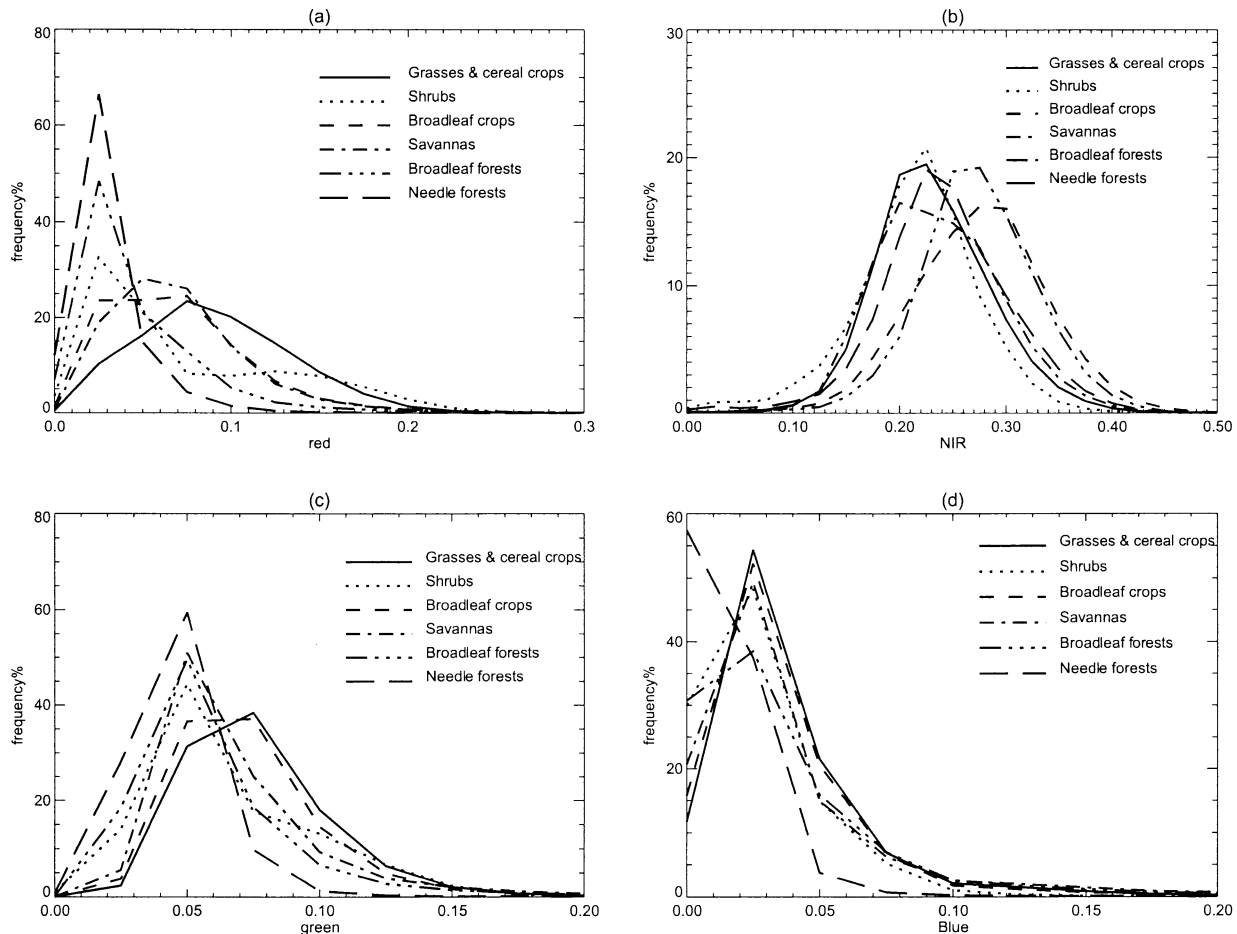 (a)
80
60
40
20
0
frequency%
Grasses & cereal crops
Shrubs
Broadleaf crops
Savannas
Broadleaf forests
Needle forests
0.0
0.1
0.2
0.3
red
(b)
30
20
10
0
frequency%
Grasses & cereal crops
Shrubs
Broadleaf crops
Savannas
Broadleaf forests
Needle forests
0.00
0.10
0.20
0.30
0.40
0.50
NIR
(c)
80
60
40
20
0
frequency%
Grasses & cereal crops
Shrubs
Broadleaf crops
Savannas
Broadleaf forests
Needle forests
0.00
0.05
0.10
0.15
0.20
green
(d)
60
40
20
0
frequency%
Grasses & cereal crops
Shrubs
Broadleaf crops
Savannas
Broadleaf forests
Needle forests
0.00
0.05
0.10
0.15
0.20
Blue